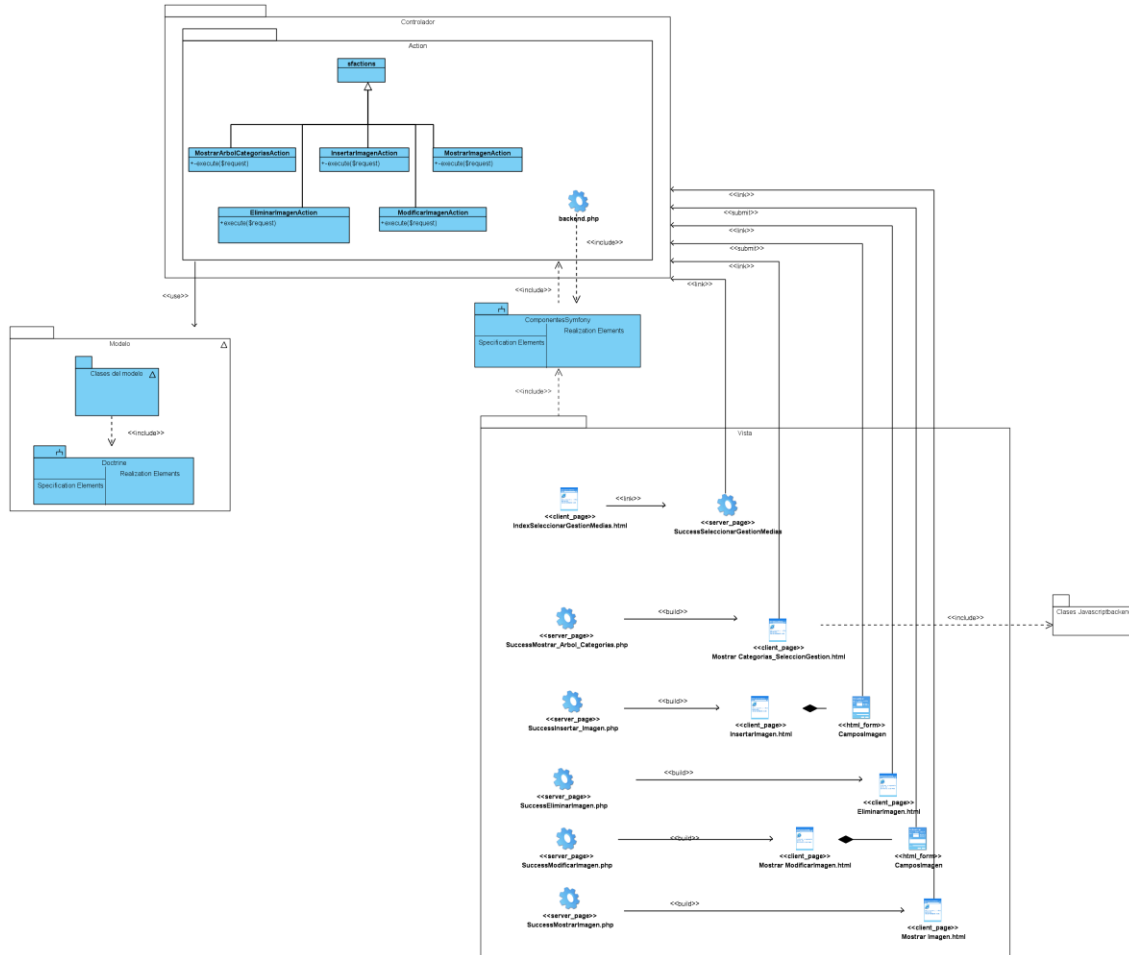 Controlador
Action
sfactions
MostrarArbolCategoriasAction
+-execute($request)
InsertarImagenAction
+-execute($request)
MostrarImagenAction
+-execute($request)
EliminarImagenAction
+execute($request)
ModificarImagenAction
+execute($request)
backend.php
<<include>>
<<link>>
<<submit>>
<<link>>
<<submit>>
<<link>>
<<link>>
<<use>>
<<include>>
ComponentesSymfony
Specification Elements
Realization Elements
<<include>>
Modelo
Clases del modelo
<<include>>
Doctrine
Specification Elements
Realization Elements
Vista
<<client_page>>
IndexSeleccionarGestionMedias.html
<<link>>
<<server_page>>
SuccessSeleccionarGestionMedias
<<server_page>>
SuccessMostrar_Arbol_Categorias.php
<<build>>
<<client_page>>
Mostrar Categorias_SeleccionGestion.html
<<include>>
Clases Javascriptbackend
<<server_page>>
SuccessInsertar_Imagen.php
<<build>>
<<client_page>>
InsertarImagen.html
<<html_form>>
CamposImagen
<<server_page>>
SuccessEliminarImagen.php
<<build>>
<<client_page>>
EliminarImagen.html
<<server_page>>
SuccessModificarImagen.php
<<build>>
<<client_page>>
Mostrar ModificarImagen.html
<<html_form>>
CamposImagen
<<server_page>>
SuccessMostrarImagen.php
<<build>>
<<client_page>>
Mostrar Imagen.html